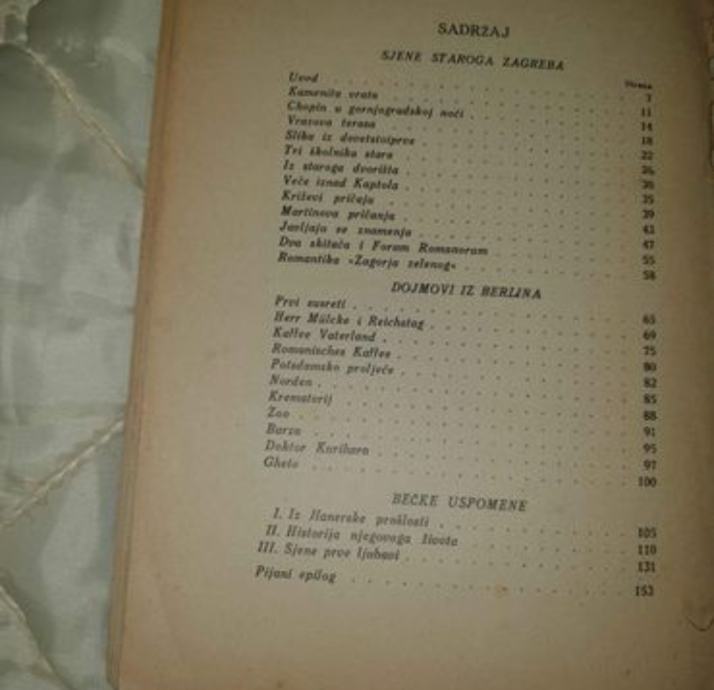 SADRŽAJ
SJENE STAROGA ZAGREBA
Strana
Uvod . . . 7
Kamenita vrata . . . 11
Chopin u gornjogradskoj noći . . . 14
Vrazova terasa . . . 18
Slika iz devetstoiprve . . . 22
Tri školnika stara . . . 26
Iz staroga dvorišta . . . 30
Veče iznad Kaptola . . . 35
Križevi pričaju . . . 39
Martinova pričanja . . . 43
Javljaju se znamenja . . . 47
Dva skitača i Forum Romanorum . . . 55
Romantika »Zagorja zelenog« . . . 58
DOJMOVI IZ BERLINA
Prvi susreti . . . 65
Herr Mülcke i Reichstag . . . 69
Kaffee Vaterland . . . 75
Romanisches Kaffee . . . 80
Potsdamsko proljeće . . . 82
Norden . . . 85
Krematorij . . . 88
Zoo . . . 91
Burza . . . 95
Doktor Kurihara . . . 97
Gheto . . . 100
BEČKE USPOMENE
I. Iz flanerske prošlosti . . . 105
II. Historija njegovoga života . . . 110
III. Sjene prve ljubavi . . . 131
Pijani epilog . . . 153